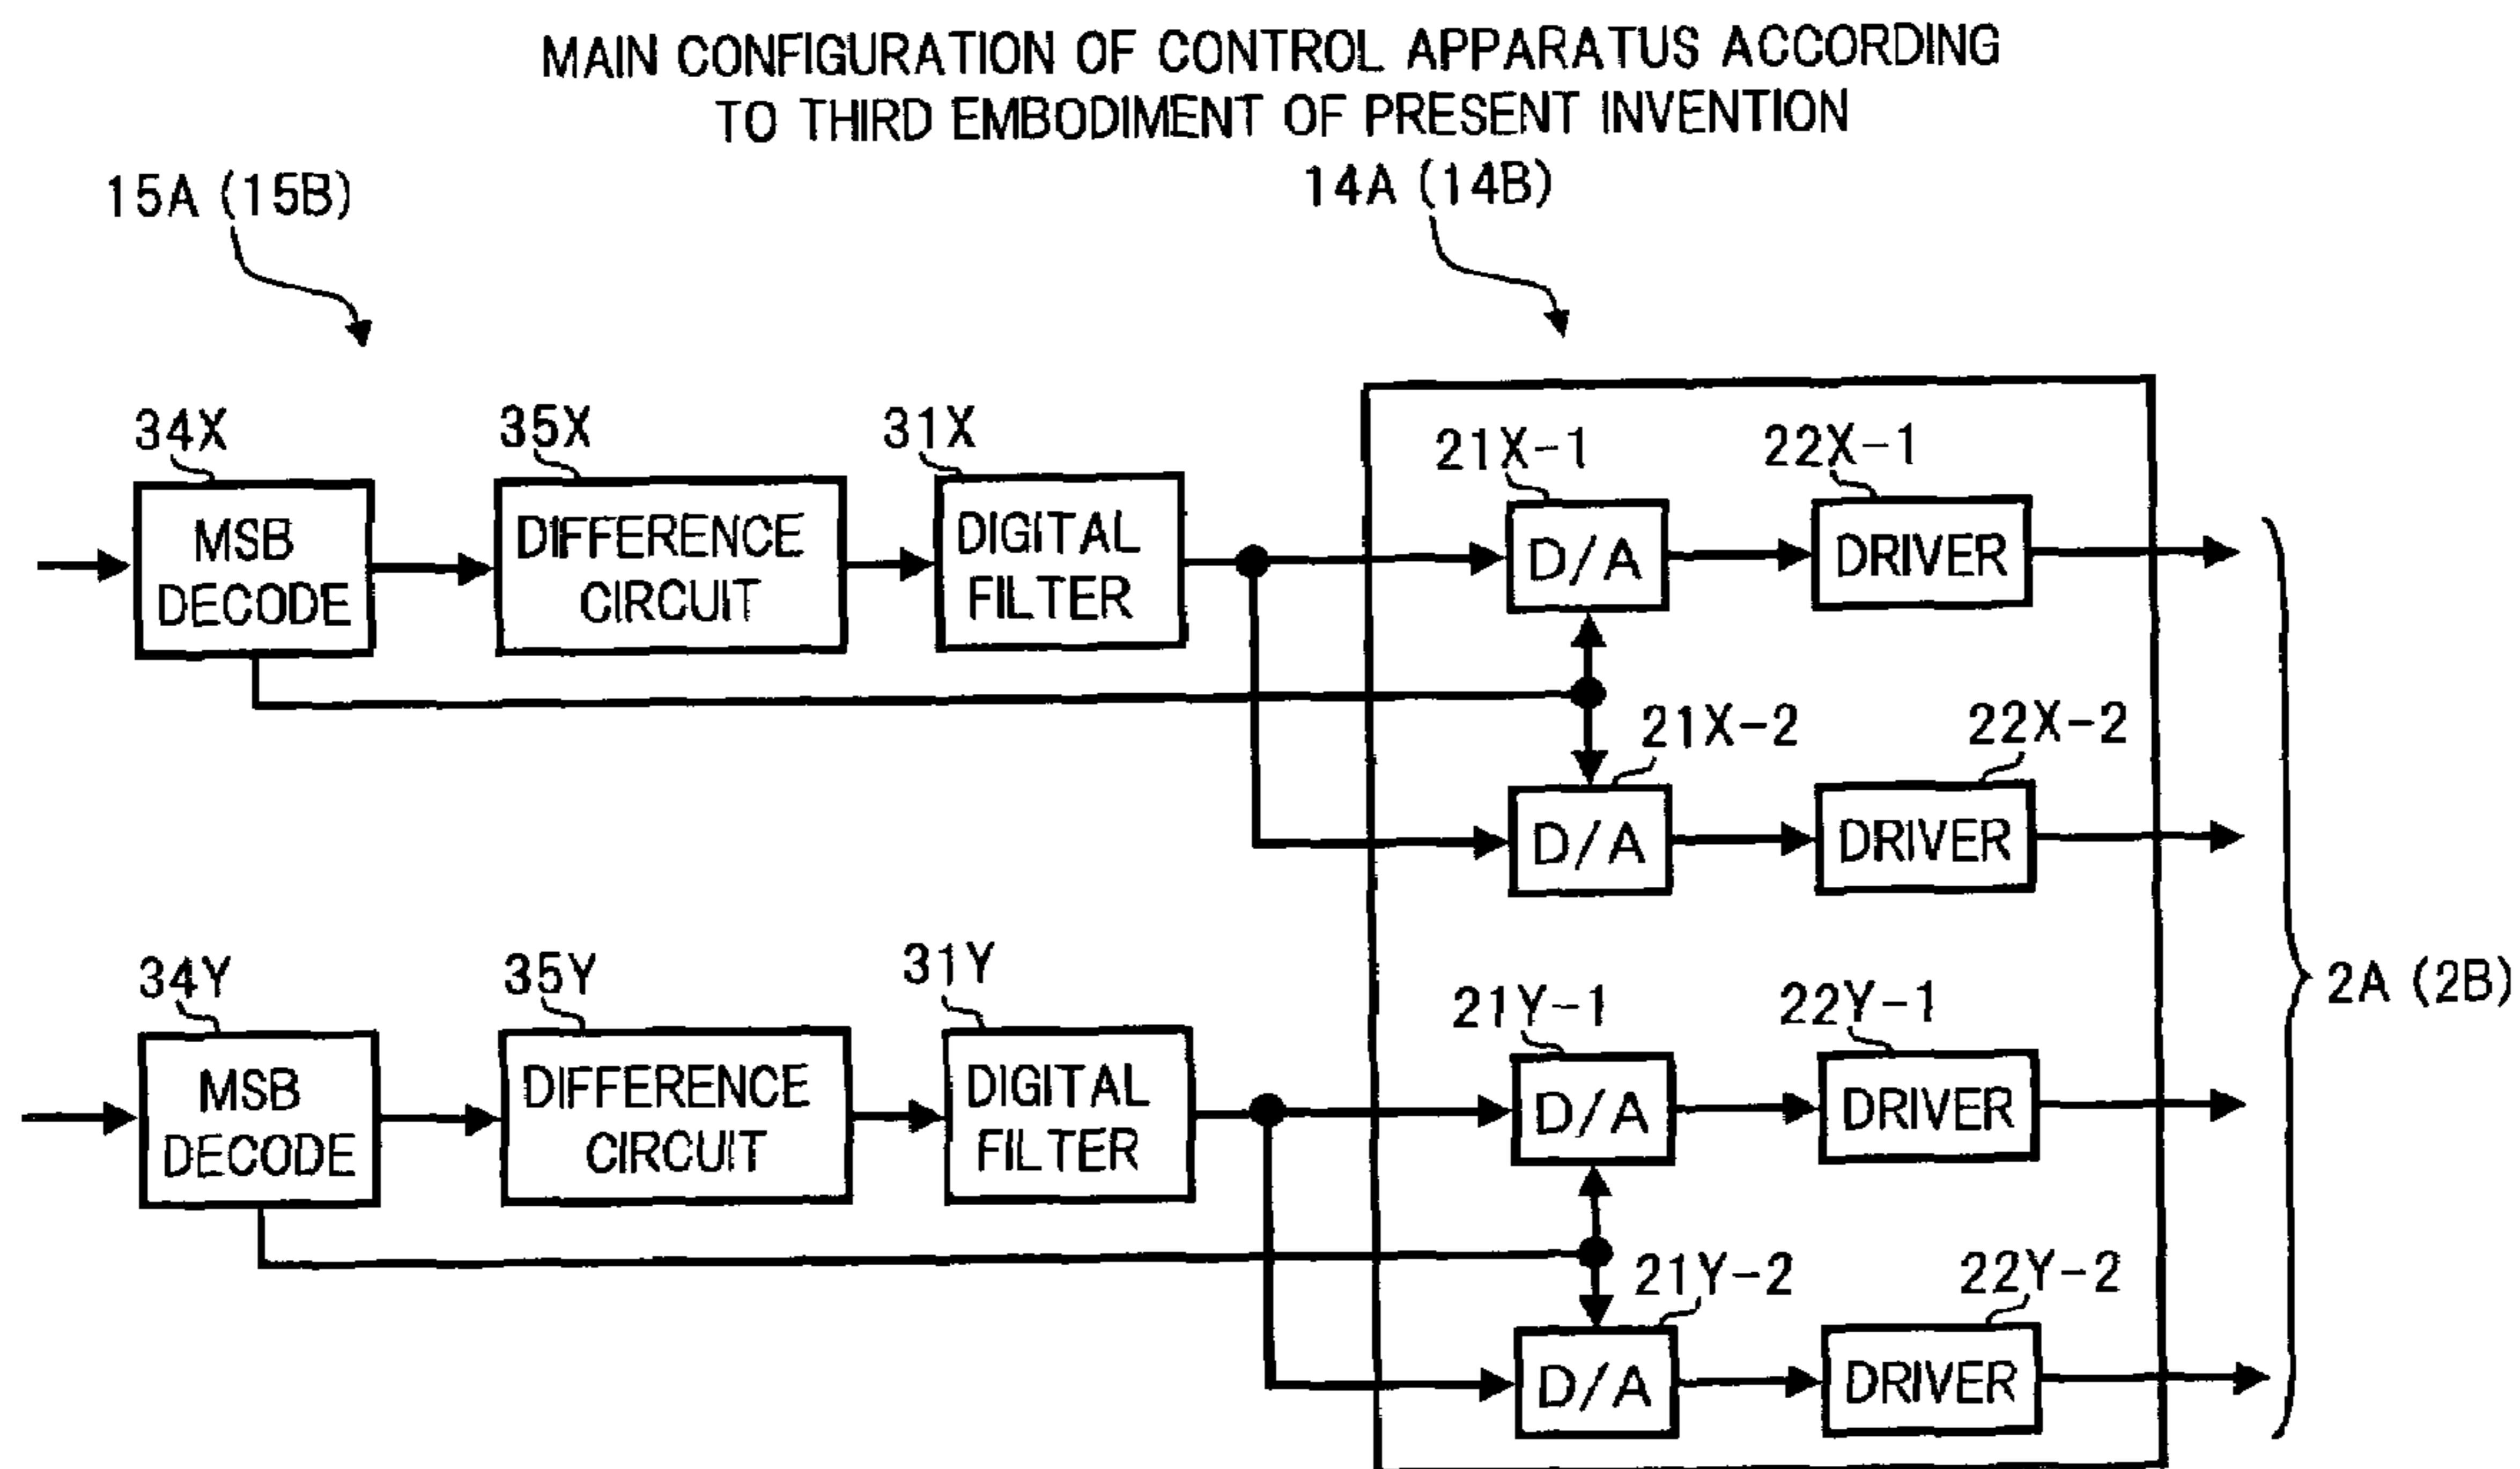 MAIN CONFIGURATION OF CONTROL APPARATUS ACCORDING
TO THIRD EMBODIMENT OF PRESENT INVENTION
15A (15B)
14A (14B)
34X
35X
31X
21X-1
22X-1
MSB
DECODE
DIFFERENCE
CIRCUIT
DIGITAL
FILTER
D/A
DRIVER
21X-2
22X-2
D/A
DRIVER
34Y
35Y
31Y
21Y-1
22Y-1
2A (2B)
MSB
DECODE
DIFFERENCE
CIRCUIT
DIGITAL
FILTER
D/A
DRIVER
21Y-2
22Y-2
D/A
DRIVER